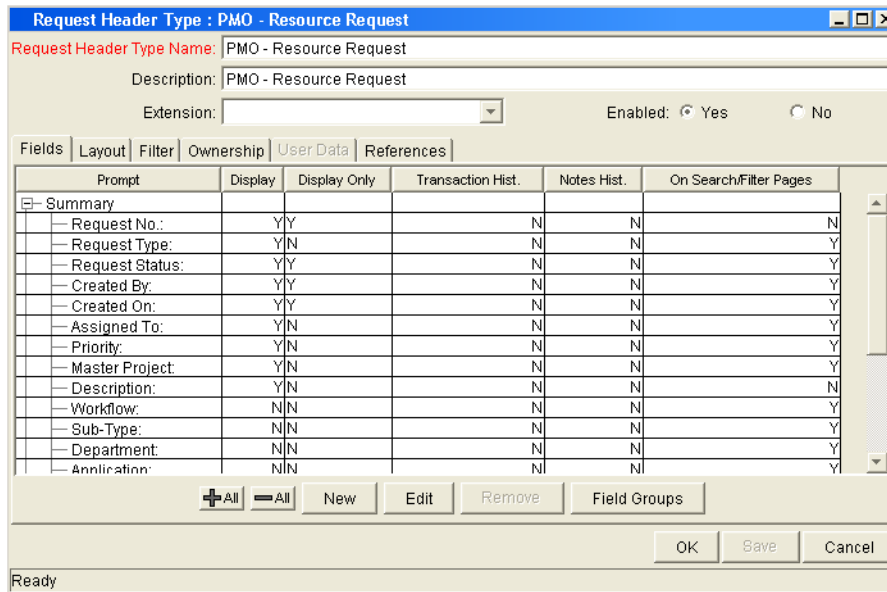 Request Header Type : PMO - Resource Request
Request Header Type Name: PMO - Resource Request
Description: PMO - Resource Request
Extension: Enabled: Yes No
Fields Layout Filter Ownership User Data References
Prompt Display Display Only Transaction Hist. Notes Hist. On Search/Filter Pages
Summary
Request No.: Y Y N N N
Request Type: Y N N N Y
Request Status: Y Y N N Y
Created By: Y Y N N Y
Created On: Y Y N N Y
Assigned To: Y N N N Y
Priority: Y N N N Y
Master Project: Y N N N Y
Description: Y N N N N
Workflow: N N N N Y
Sub-Type: N N N N Y
Department: N N N N Y
Application: N N N N Y
All All New Edit Remove Field Groups
OK Save Cancel
Ready